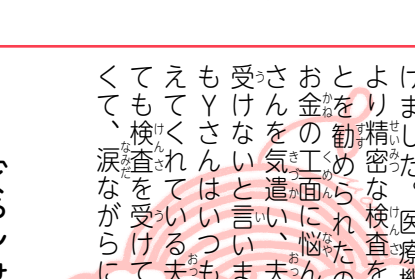 ました。医療
より精密な検査を
とを勧められたの
お金の工面に悩ん
さんを気遣い、夫
受けないと言いま
もYさんはいつも
えてくれている夫
ても検査を受けて
くて、涙ながらに